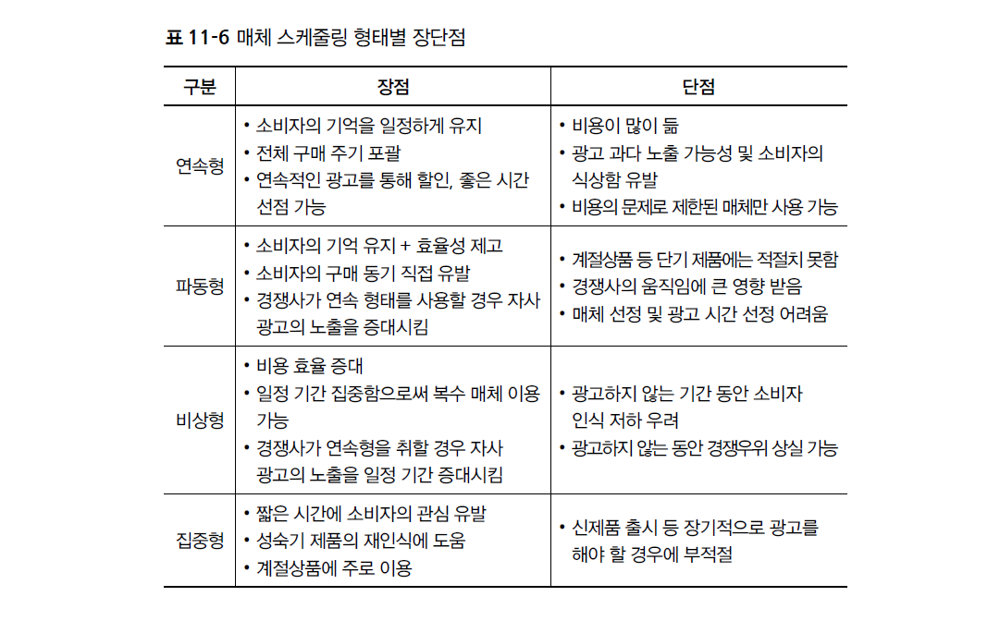 표 11-6 매체 스케줄링 형태별 장단점
구분 장점 단점
연속형
• 소비자의 기억을 일정하게 유지
• 전체 구매 주기 포괄
• 연속적인 광고를 통해 할인, 좋은 시간
선점 가능
• 비용이 많이 듦
• 광고 과다 노출 가능성 및 소비자의
식상함 유발
• 비용의 문제로 제한된 매체만 사용 가능
파동형
• 소비자의 기억 유지 + 효율성 제고
• 소비자의 구매 동기 직접 유발
• 경쟁사가 연속 형태를 사용할 경우 자사
광고의 노출을 증대시킴
• 계절상품 등 단기 제품에는 적절치 못함
• 경쟁사의 움직임에 큰 영향 받음
• 매체 선정 및 광고 시간 선정 어려움
비상형
• 비용 효율 증대
• 일정 기간 집중함으로써 복수 매체 이용
가능
• 경쟁사가 연속형을 취할 경우 자사
광고의 노출을 일정 기간 증대시킴
• 광고하지 않는 기간 동안 소비자
인식 저하 우려
• 광고하지 않는 동안 경쟁우위 상실 가능
집중형
• 짧은 시간에 소비자의 관심 유발
• 성숙기 제품의 재인식에 도움
• 계절상품에 주로 이용
• 신제품 출시 등 장기적으로 광고를
해야 할 경우에 부적절